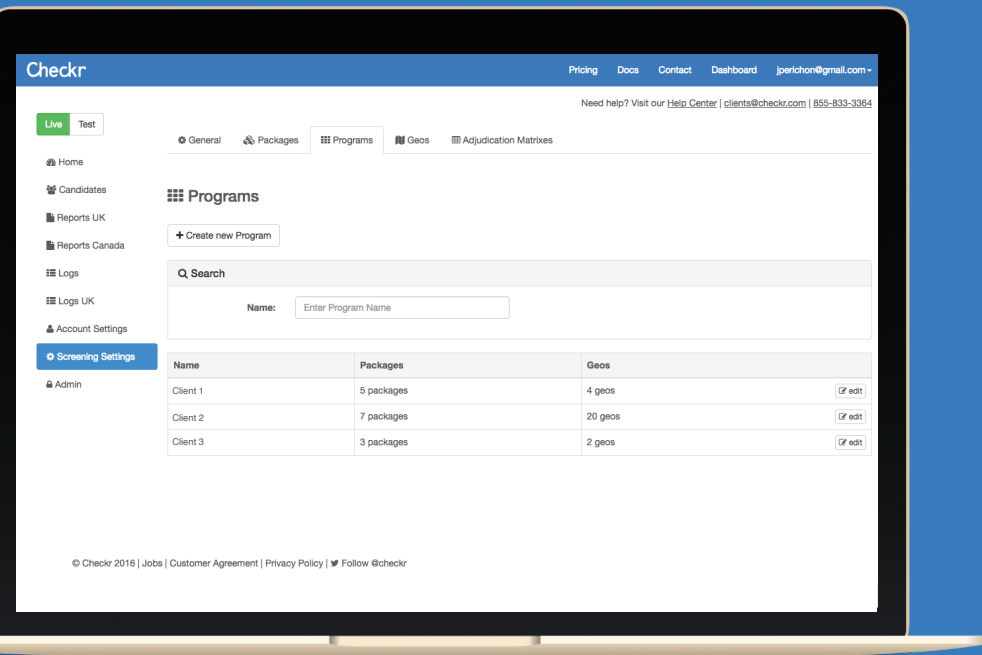 Checkr
Pricing Docs Contact Dashboard jperichon@gmail.com
Need help? Visit our Help Center | clients@checkr.com | 855-833-3364
Live Test
General Packages Programs Geos Adjudication Matrixes
Home
Candidates
Reports UK
Reports Canada
Logs
Logs UK
Account Settings
Screening Settings
Admin
Programs
+ Create new Program
Search
Name: Enter Program Name
Name Packages Geos
Client 1 5 packages 4 geos edit
Client 2 7 packages 20 geos edit
Client 3 3 packages 2 geos edit
© Checkr 2016 | Jobs | Customer Agreement | Privacy Policy | Follow @checkr